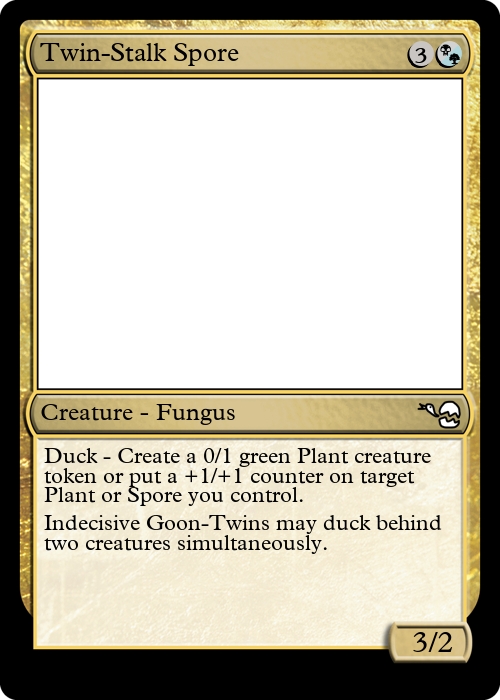 Twin-Stalk Spore 3
Creature - Fungus
Duck - Create a 0/1 green Plant creature
token or put a +1/+1 counter on target
Plant or Spore you control.
Indecisive Goon-Twins may duck behind
two creatures simultaneously.
3/2